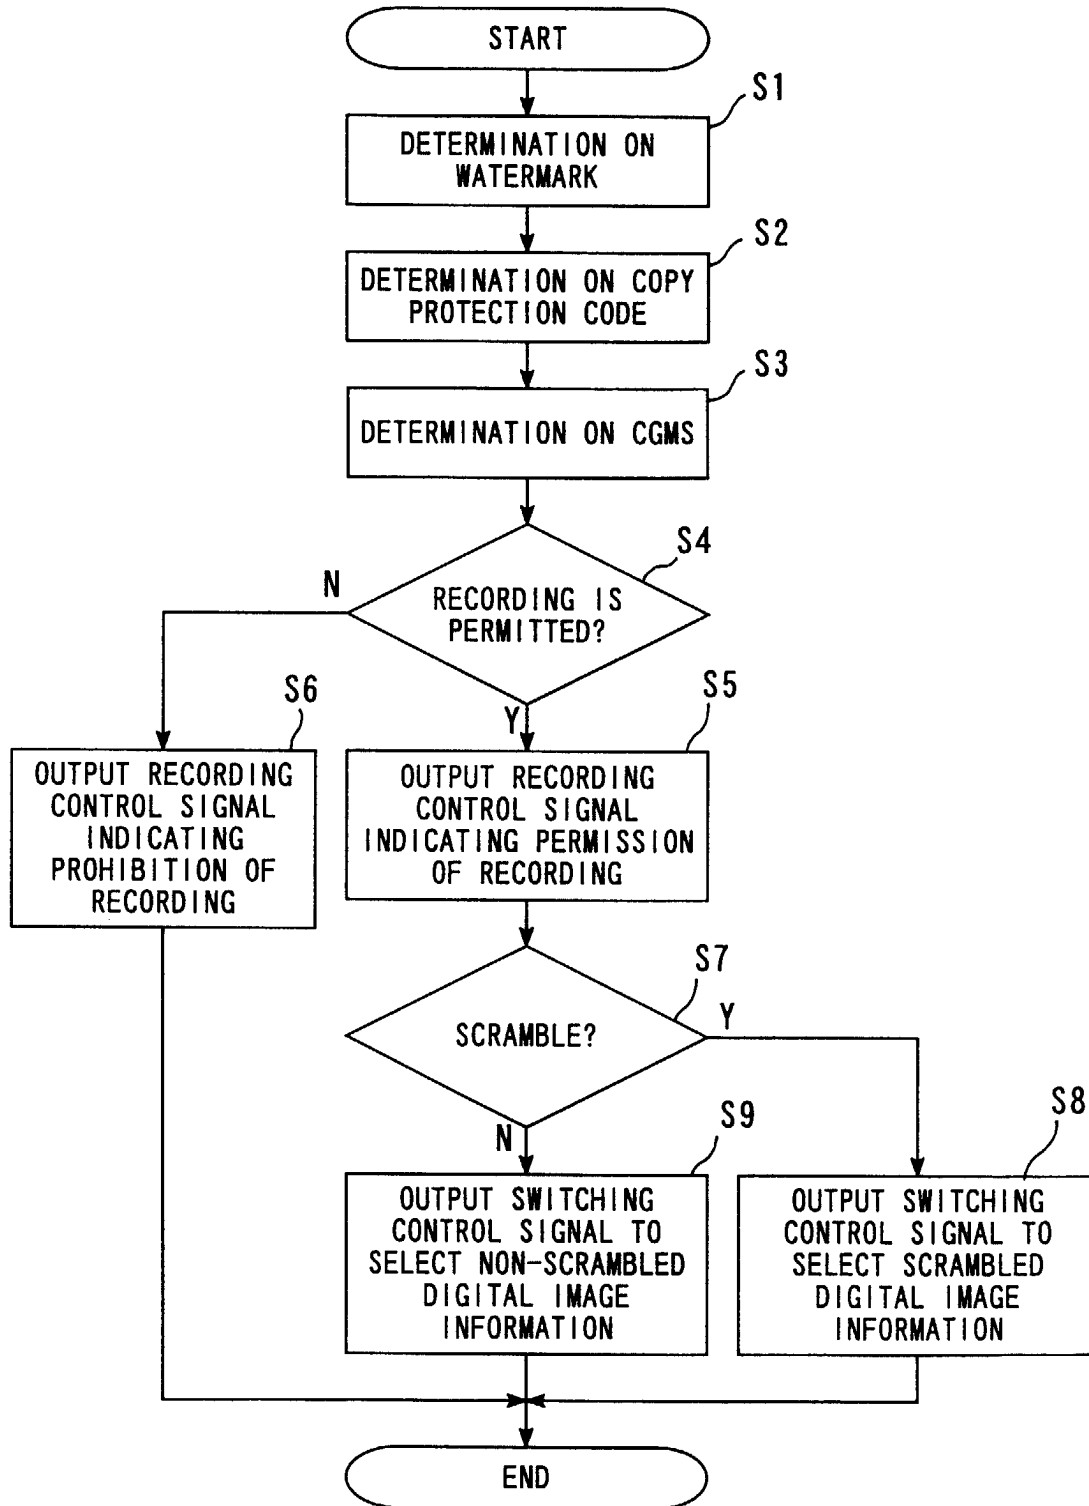 START
S1
DETERMINATION ON
WATERMARK
S2
DETERMINATION ON COPY
PROTECTION CODE
S3
DETERMINATION ON CGMS
S4
N
RECORDING IS
PERMITTED?
Y
S6
OUTPUT RECORDING
CONTROL SIGNAL
INDICATING
PROHIBITION OF
RECORDING
S5
OUTPUT RECORDING
CONTROL SIGNAL
INDICATING PERMISSION
OF RECORDING
S7
SCRAMBLE?
Y
N
S9
OUTPUT SWITCHING
CONTROL SIGNAL TO
SELECT NON-SCRAMBLED
DIGITAL IMAGE
INFORMATION
S8
OUTPUT SWITCHING
CONTROL SIGNAL TO
SELECT SCRAMBLED
DIGITAL IMAGE
INFORMATION
END